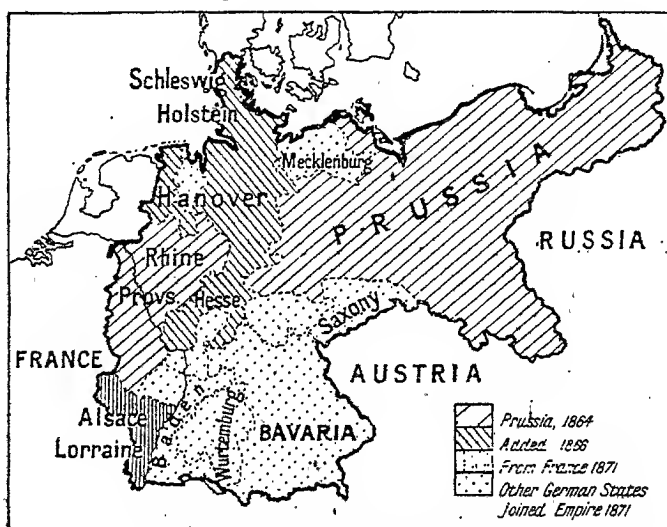 Schleswig
Holstein
Mecklenburg
Hanover
PRUSSIA
RUSSIA
Rhine
Provs.
Hesse
Saxony
FRANCE
AUSTRIA
Alsace
Lorraine
Baden
Wurtemburg
BAVARIA
Prussia, 1864
Added 1866
From France 1871
Other German States
joined Empire 1871